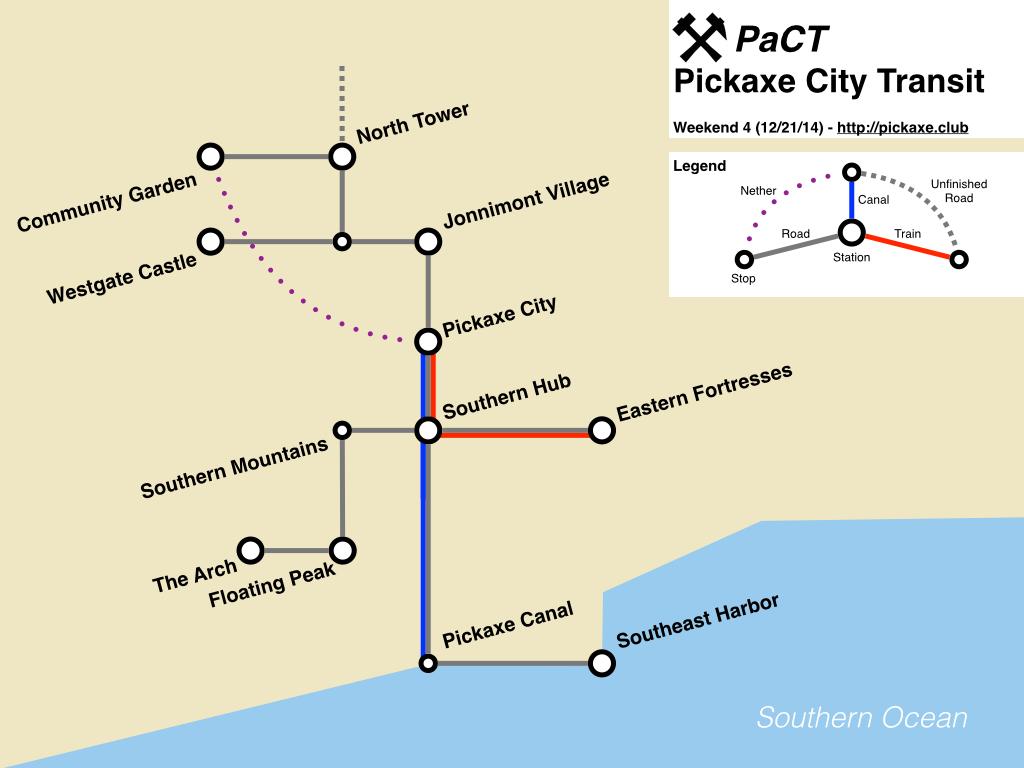 PaCT
Pickaxe City Transit
Weekend 4 (12/21/14) - http://pickaxe.club
Legend
Nether
Unfinished
Road
Canal
Road
Train
Station
Stop
North Tower
Community Garden
Jonnimont Village
Westgate Castle
Pickaxe City
Southern Hub
Eastern Fortresses
Southern Mountains
The Arch
Floating Peak
Pickaxe Canal
Southeast Harbor
Southern Ocean